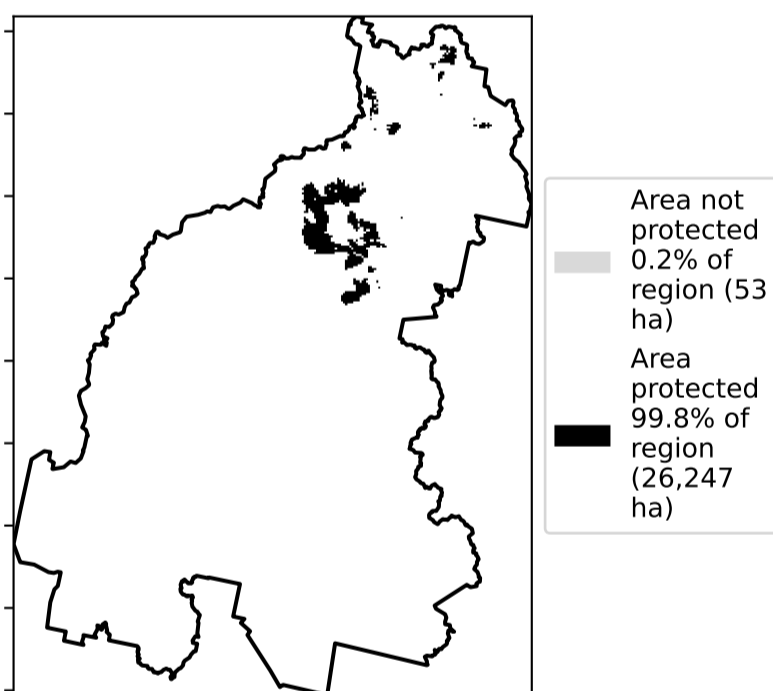 Area not
protected
0.2% of
region (53
ha)
Area
protected
99.8% of
region
(26,247
ha)